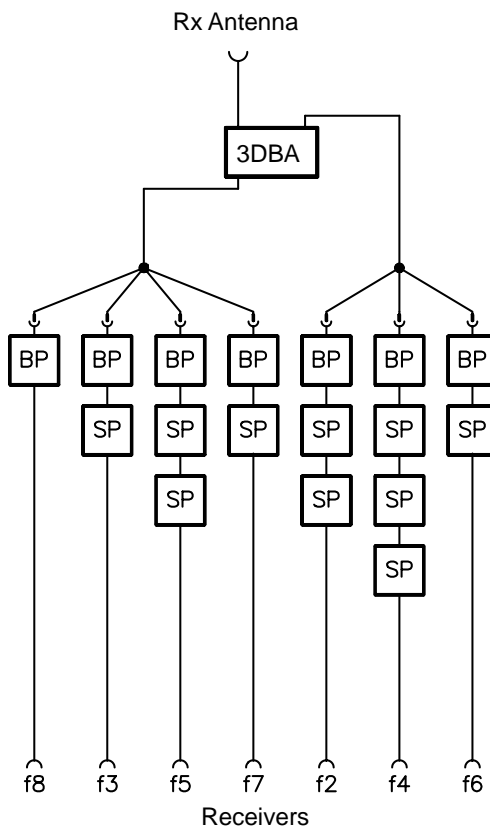 Rx Antenna
3DBA
BP BP BP BP BP BP BP
SP SP SP SP SP SP
SP SP SP
SP
f8 f3 f5 f7 f2 f4 f6
Receivers